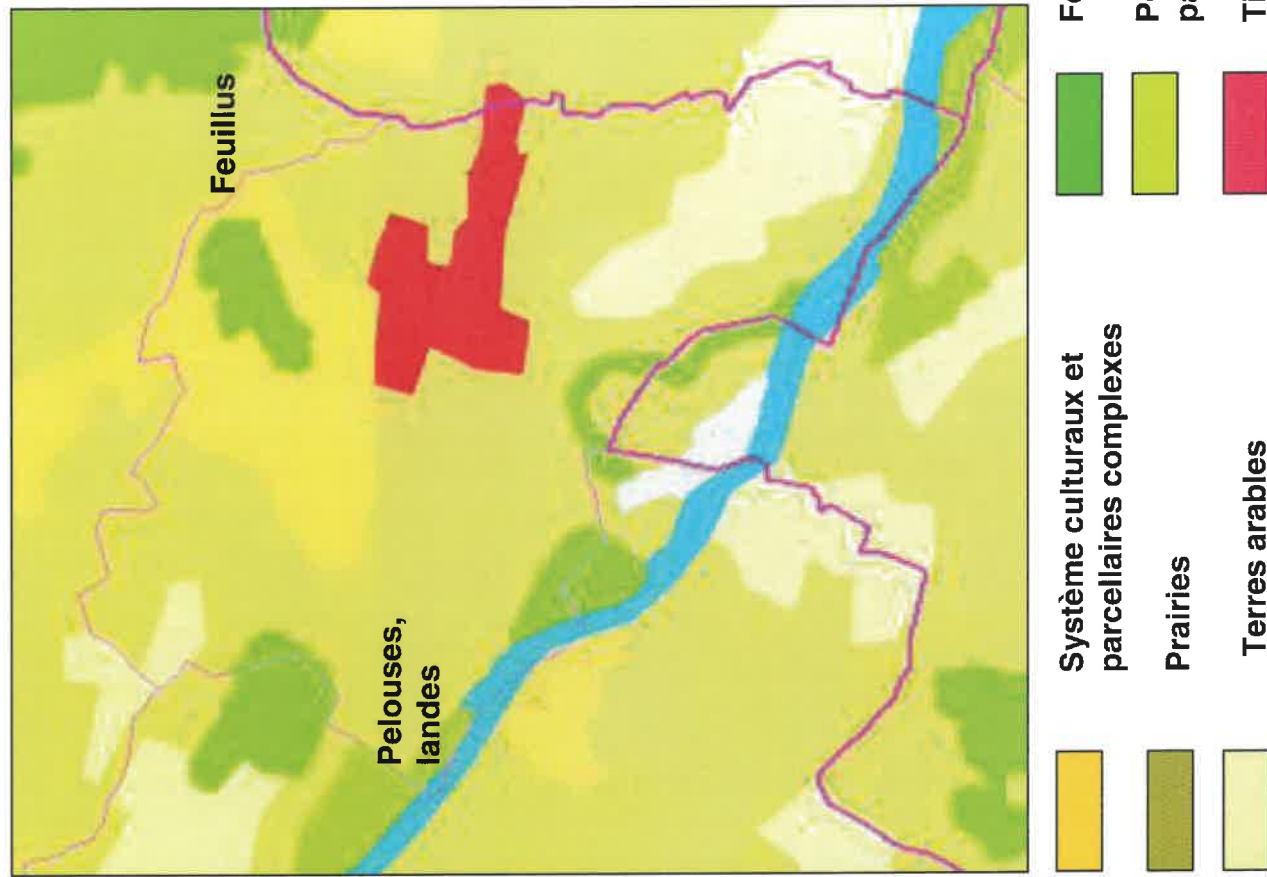 Feuillus
Pelouses,
landes
Système culturaux et
parcellaires complexes
Prairies
Terres arables